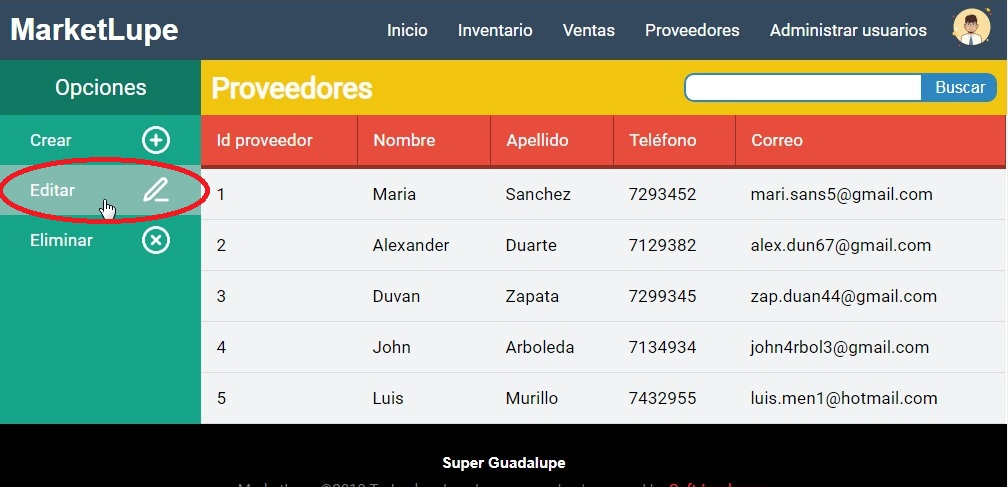 MarketLupe Inicio Inventario Ventas Proveedores Administrar usuarios
Opciones Proveedores Buscar
Crear Id proveedor Nombre Apellido Teléfono Correo
Editar 1 Maria Sanchez 7293452 mari.sans5@gmail.com
Eliminar 2 Alexander Duarte 7129382 alex.dun67@gmail.com
3 Duvan Zapata 7299345 zap.duan44@gmail.com
4 John Arboleda 7134934 john4rbol3@gmail.com
5 Luis Murillo 7432955 luis.men1@hotmail.com
Super Guadalupe